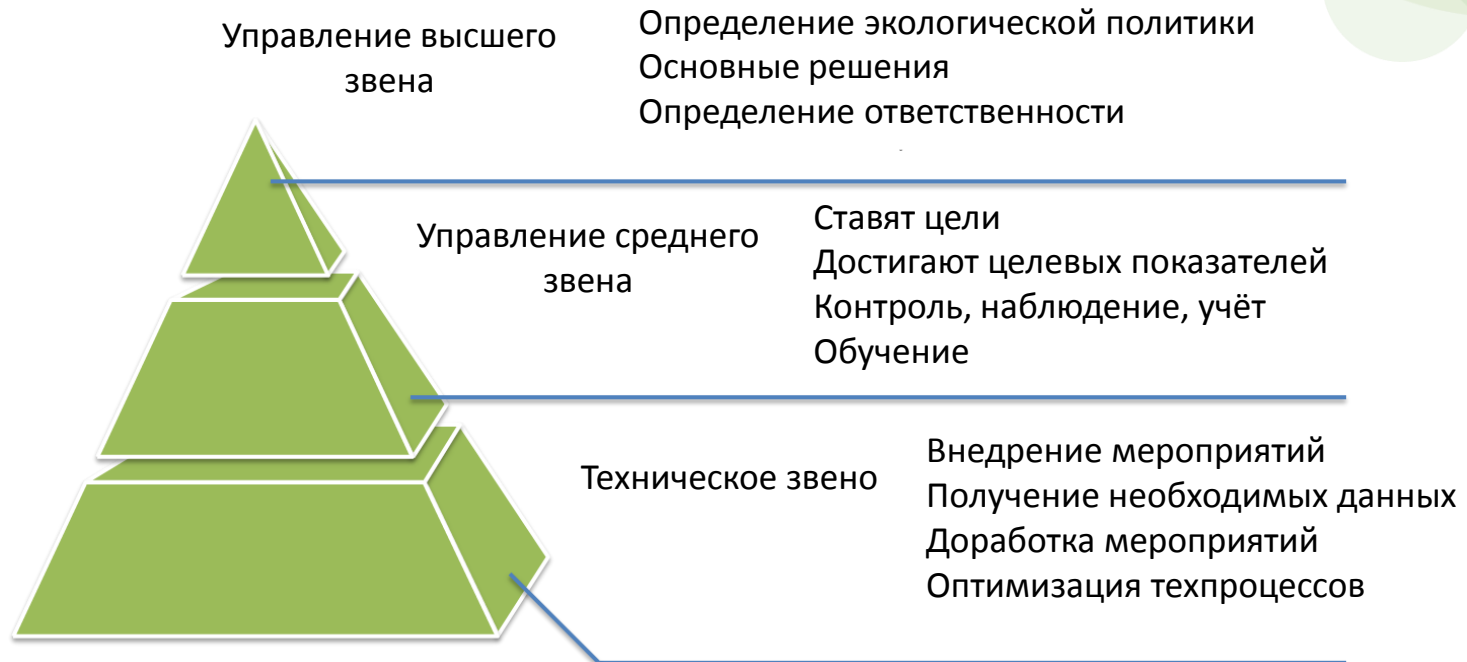 Управление высшего
звена
Определение экологической политики
Основные решения
Определение ответственности
Управление среднего
звена
Ставят цели
Достигают целевых показателей
Контроль, наблюдение, учёт
Обучение
Техническое звено
Внедрение мероприятий
Получение необходимых данных
Доработка мероприятий
Оптимизация техпроцессов